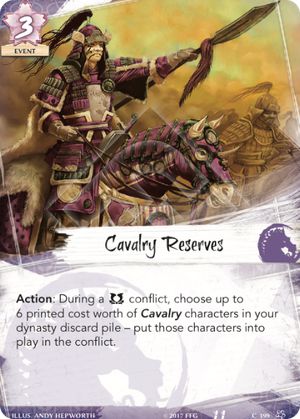 3
EVENT
Cavalry Reserves
Action: During a conflict, choose up to
6 printed cost worth of Cavalry characters in your
dynasty discard pile – put those characters into
play in the conflict.
ILLUS. ANDY HEPWORTH © 2017 FFG C 199